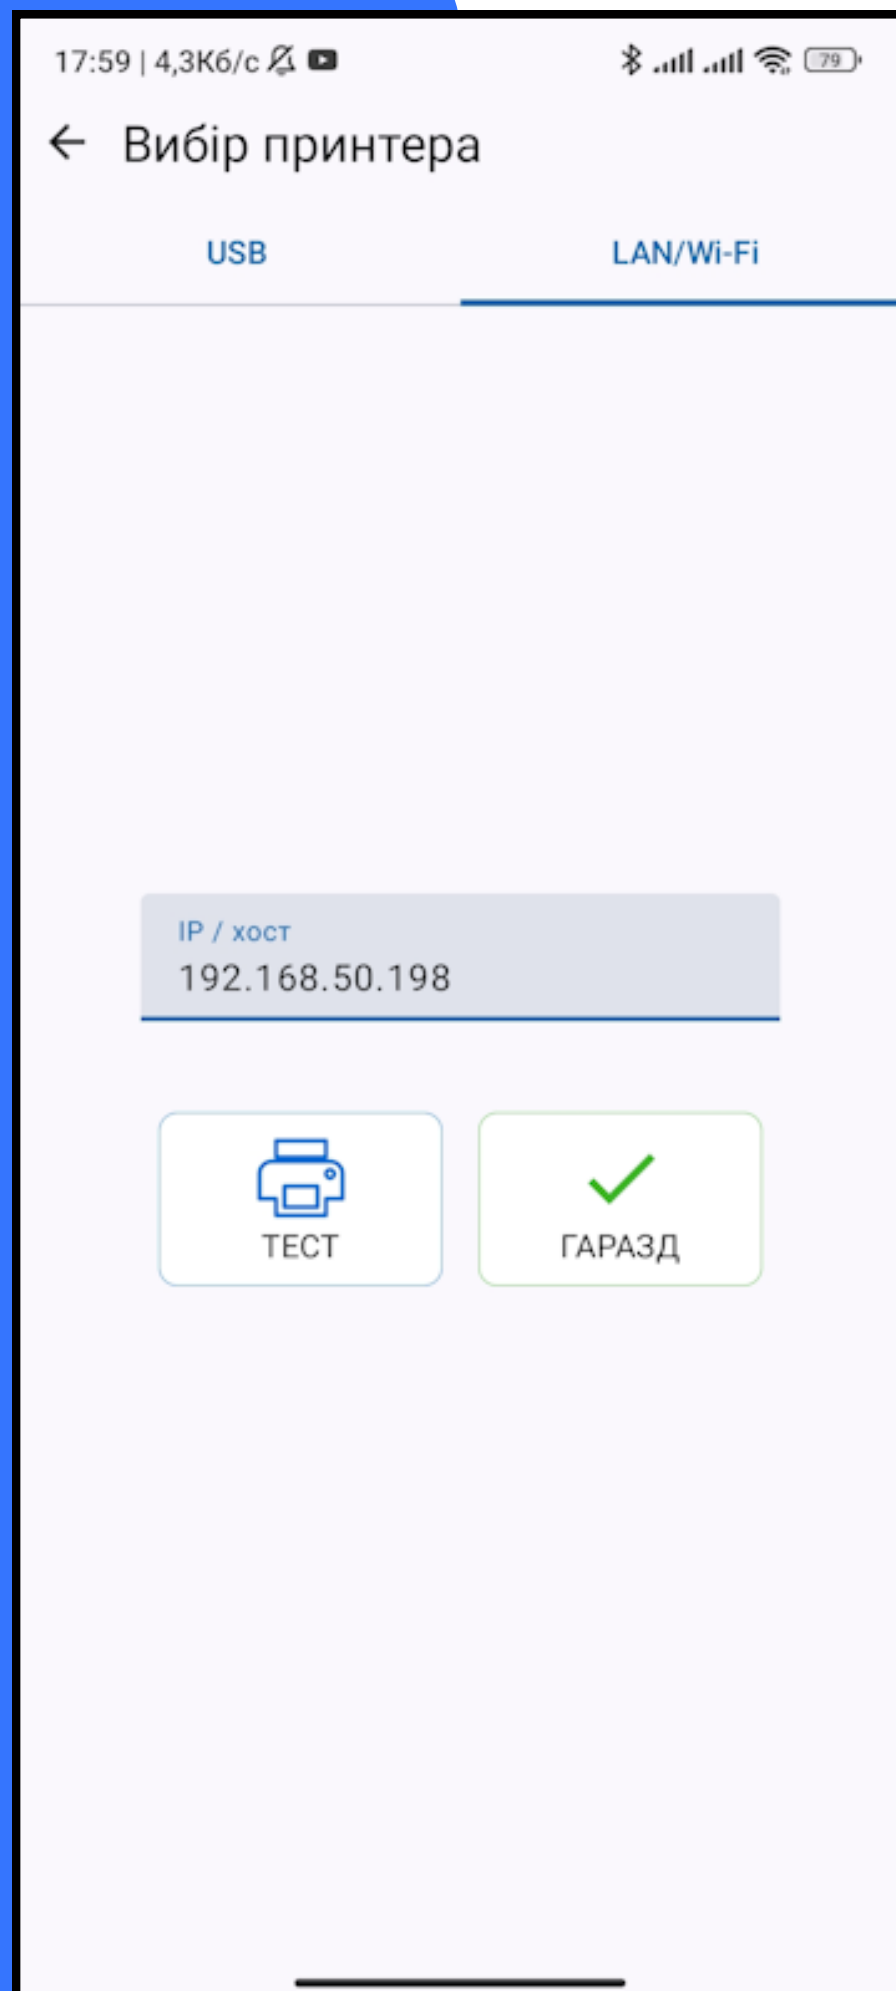 17:59 | 4,3Кб/с 79
Вибір принтера
USB LAN/Wi-Fi
IP / хост
192.168.50.198
ТЕСТ ГАРАЗД